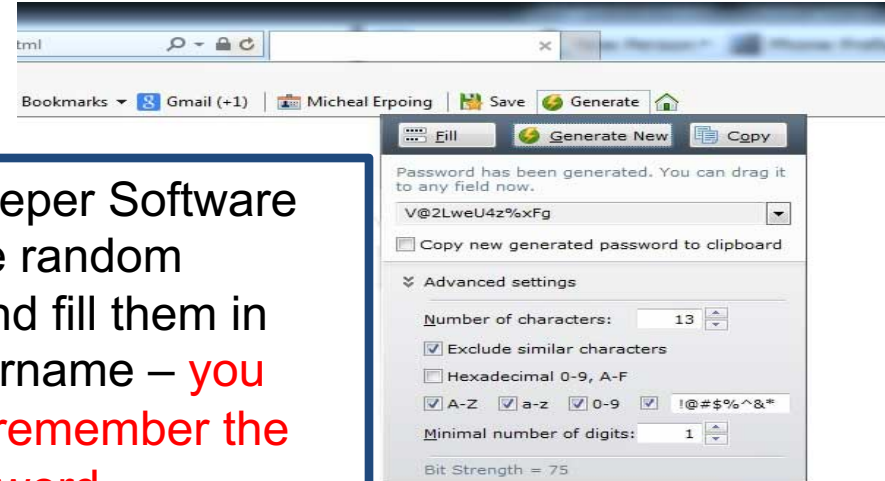 tml
Bookmarks Gmail (+1) Micheal Erpoing Save Generate
Fill Generate New Copy
Password has been generated. You can drag it
to any field now.
V@2LweU4z%xFg
Copy new generated password to clipboard
Advanced settings
Number of characters: 13
Exclude similar characters
Hexadecimal 0-9, A-F
A-Z a-z 0-9 !@#$%^&*
Minimal number of digits: 1
Bit Strength = 75
eper Software
e random
nd fill them in
rname – you
remember the